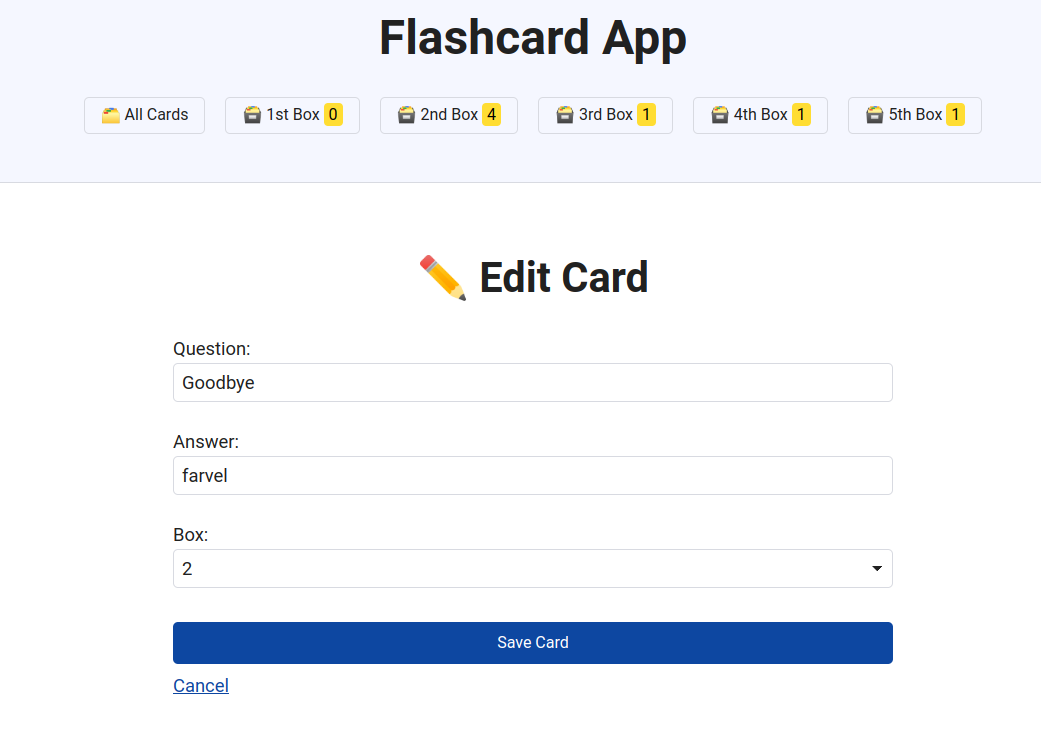 Flashcard App
All Cards 1st Box 0 2nd Box 4 3rd Box 1 4th Box 1 5th Box 1
Edit Card
Question:
Goodbye
Answer:
farvel
Box:
2
Save Card
Cancel